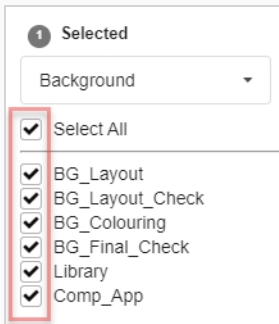 1 Selected
Background
Select All
BG_Layout
BG_Layout_Check
BG_Colouring
BG_Final_Check
Library
Comp_App